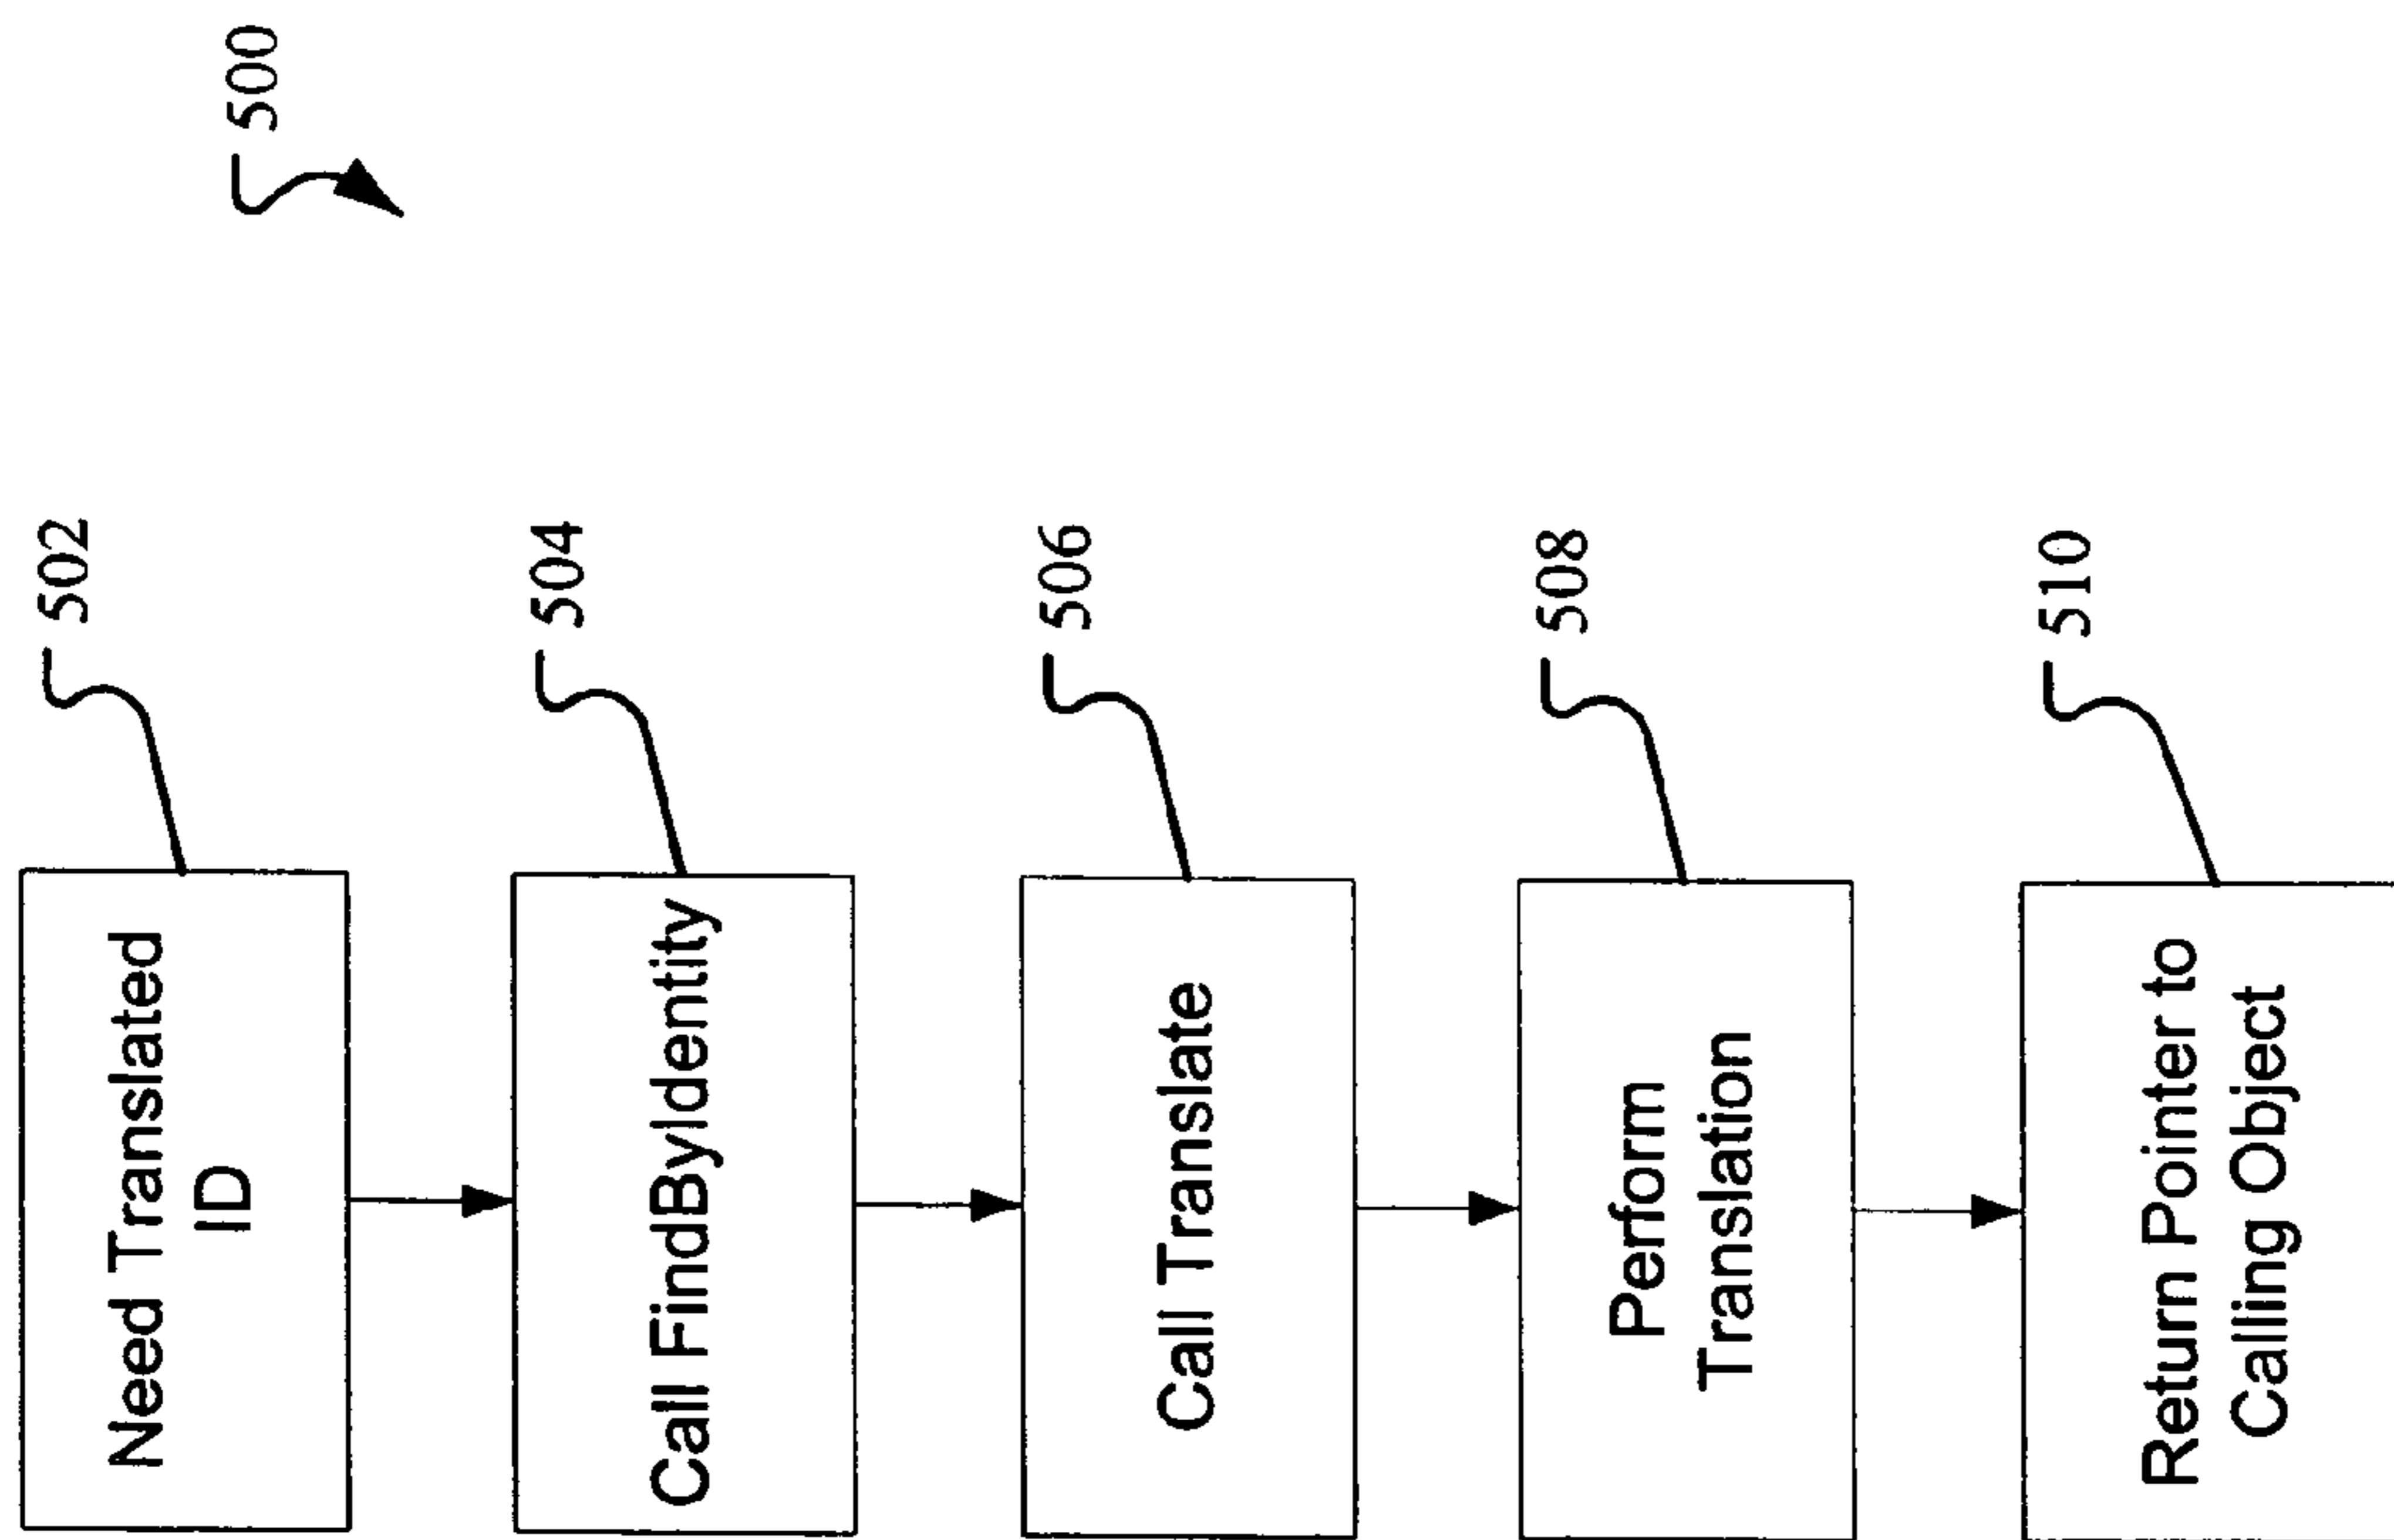 500
502
Need Translated
ID
504
Call FindByIdentity
506
Call Translate
508
Perform
Translation
510
Return Pointer to
Calling Object